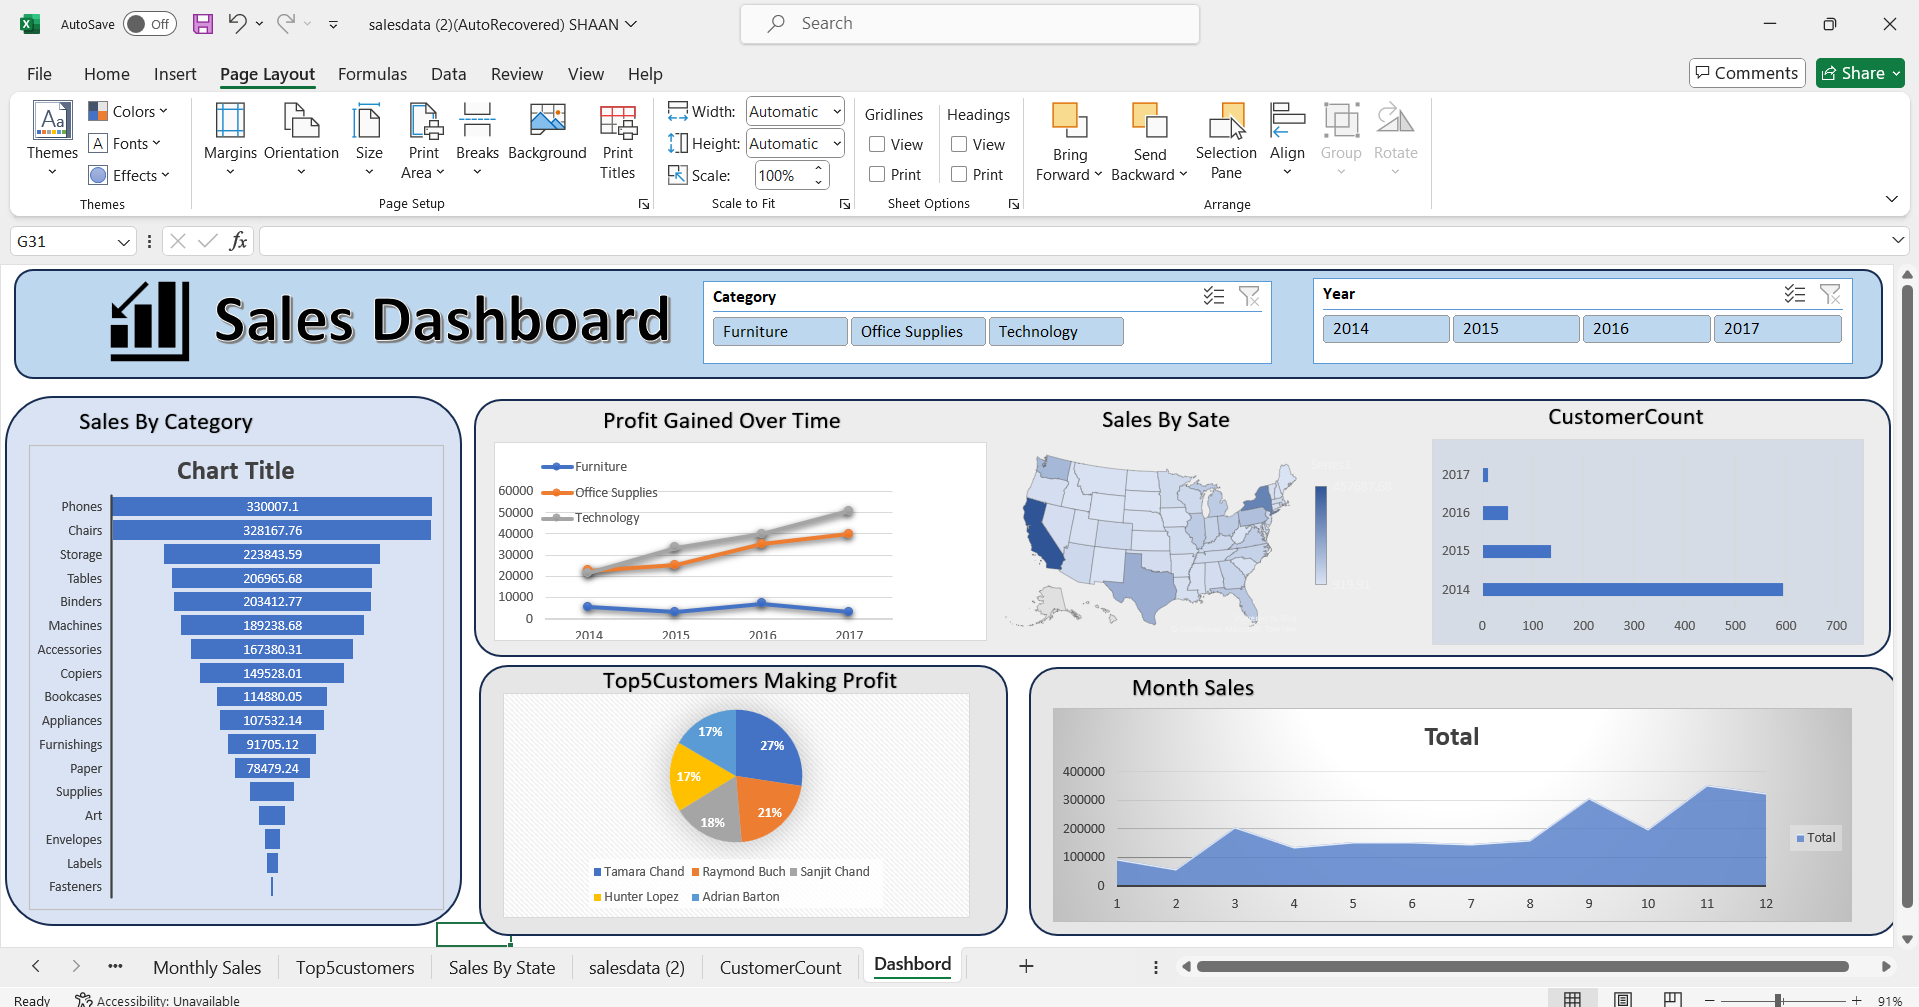 AutoSave Off salesdata (2)(AutoRecovered) SHAAN Search
File Home Insert Page Layout Formulas Data Review View Help Comments Share
Aa Themes
Colors
A Fonts
Effects
Themes
Margins Orientation Size Print Area Breaks Background Print Titles
Page Setup
Width: Automatic
Height: Automatic
Scale: 100%
Scale to Fit
Gridlines Headings
View View
Print Print
Sheet Options
Bring Forward Send Backward Selection Pane Align Group Rotate
Arrange
G31 fx
Sales Dashboard
Category
Furniture Office Supplies Technology
Year
2014 2015 2016 2017
Sales By Category
Chart Title
Phones 330007.1
Chairs 328167.76
Storage 223843.59
Tables 206965.68
Binders 203412.77
Machines 189238.68
Accessories 167380.31
Copiers 149528.01
Bookcases 114880.05
Appliances 107532.14
Furnishings 91705.12
Paper 78479.24
Supplies
Art
Envelopes
Labels
Fasteners
Profit Gained Over Time
Furniture
Office Supplies
Technology
60000
50000
40000
30000
20000
10000
0
2014 2015 2016 2017
Sales By Sate
CustomerCount
2017
2016
2015
2014
0 100 200 300 400 500 600 700
Top5Customers Making Profit
17% 27%
17%
18% 21%
Tamara Chand Raymond Buch Sanjit Chand
Hunter Lopez Adrian Barton
Month Sales
Total
400000
300000
200000
100000
0
1 2 3 4 5 6 7 8 9 10 11 12
Total
Monthly Sales Top5customers Sales By State salesdata (2) CustomerCount Dashbord
Ready Accessibility: Unavailable 91%